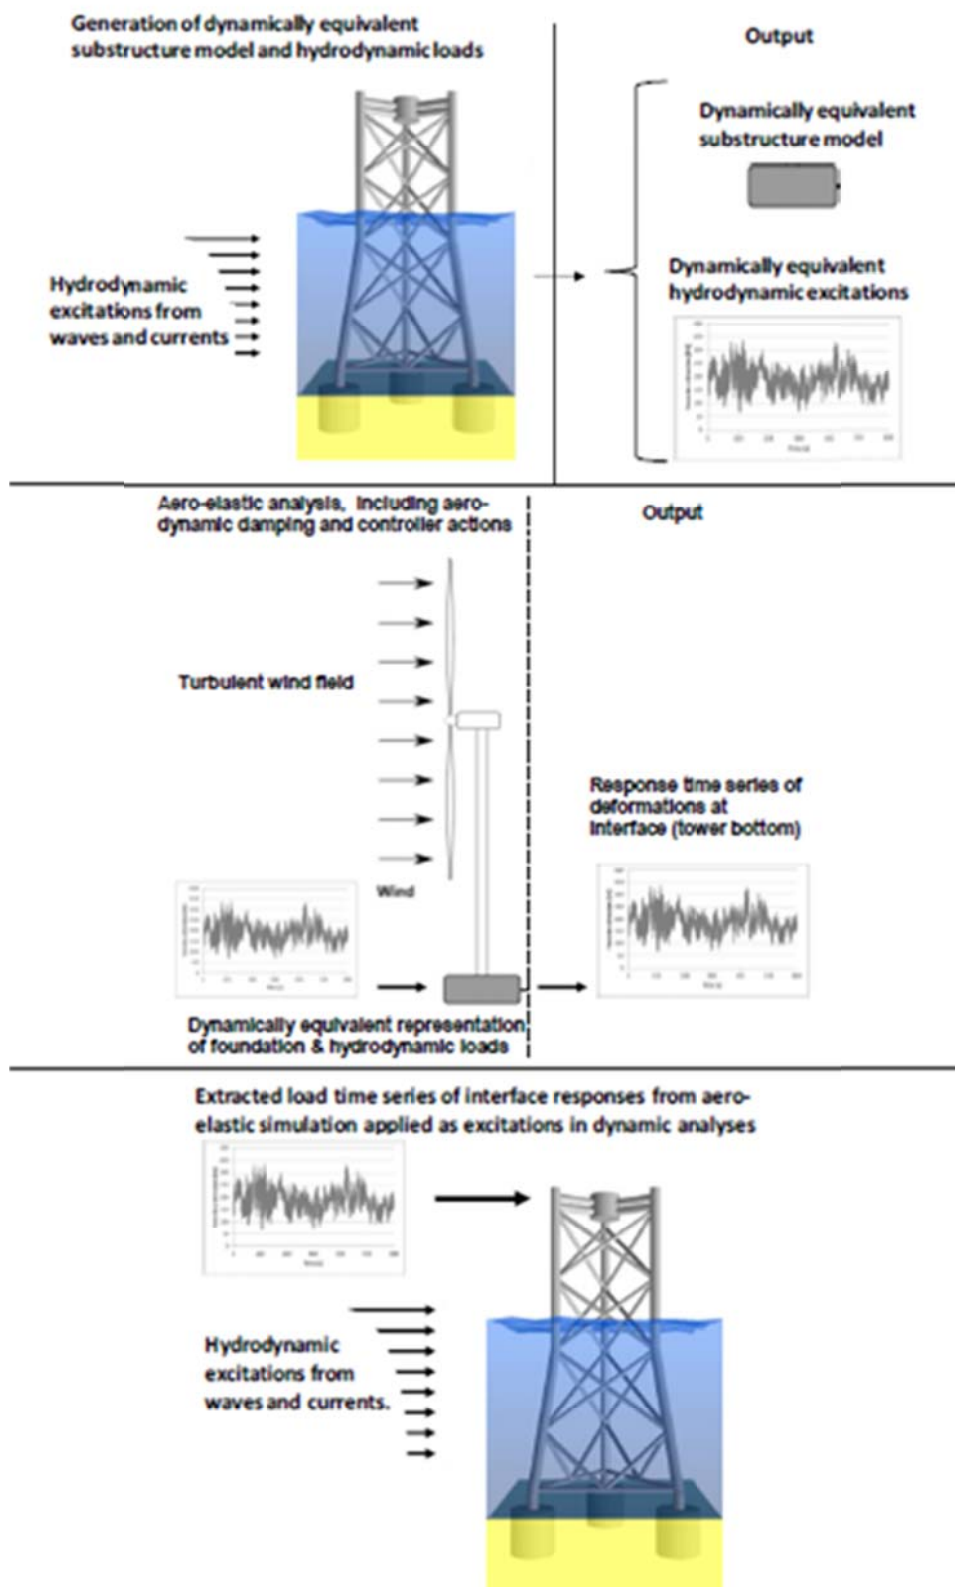 Generation of dynamically equivalent
substructure model and hydrodynamic loads
Output
Dynamically equivalent
substructure model
Hydrodynamic
excitations from
waves and currents
Dynamically equivalent
hydrodynamic excitations
Aero-elastic analysis, including aero-
dynamic damping and controller actions
Output
Turbulent wind field
Response time series of
deformations at
interface (tower bottom)
Wind
Dynamically equivalent representation
of foundation & hydrodynamic loads
Extracted load time series of interface responses from aero-
elastic simulation applied as excitations in dynamic analyses
Hydrodynamic
excitations from
waves and currents.